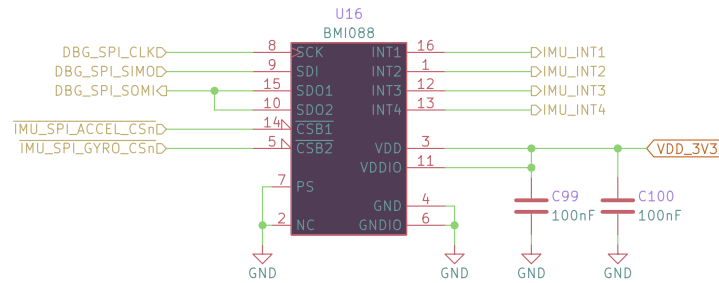 U16
BMI088
DBG_SPI_CLK 8 SCK INT1 16 IMU_INT1
DBG_SPI_SIMO 9 SDI INT2 1 IMU_INT2
DBG_SPI_SOMI 15 SDO1 INT3 12 IMU_INT3
10 SDO2 INT4 13 IMU_INT4
IMU_SPI_ACCEL_CSn 14 CSB1
IMU_SPI_GYRO_CSn 5 CSB2 VDD 3 VDD_3V3
VDDIO 11
7 PS
GND 4 C99 C100
2 NC GNDIO 6 100nF 100nF
GND GND GND GND